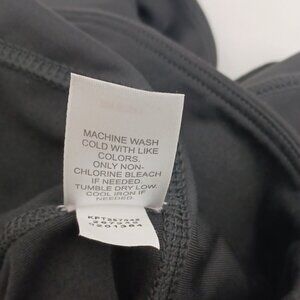 MACHINE WASH
COLD WITH LIKE
COLORS.
ONLY NON-
CHLORINE BLEACH
IF NEEDED.
TUMBLE DRY LOW.
COOL IRON IF
NEEDED.